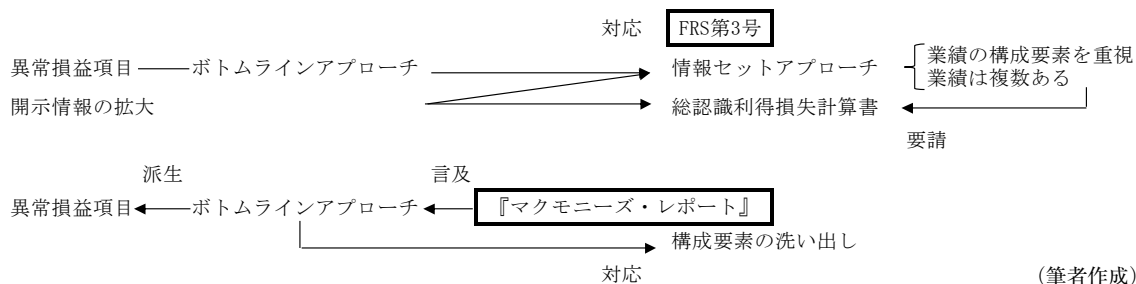 対応 FRS第3号
異常損益項目 ボトムラインアプローチ 情報セットアプローチ 業績の構成要素を重視
業績は複数ある
開示情報の拡大 総認識利得損失計算書
要請
派生 言及
異常損益項目 ボトムラインアプローチ 『マクモニーズ・レポート』
構成要素の洗い出し
対応 (筆者作成)